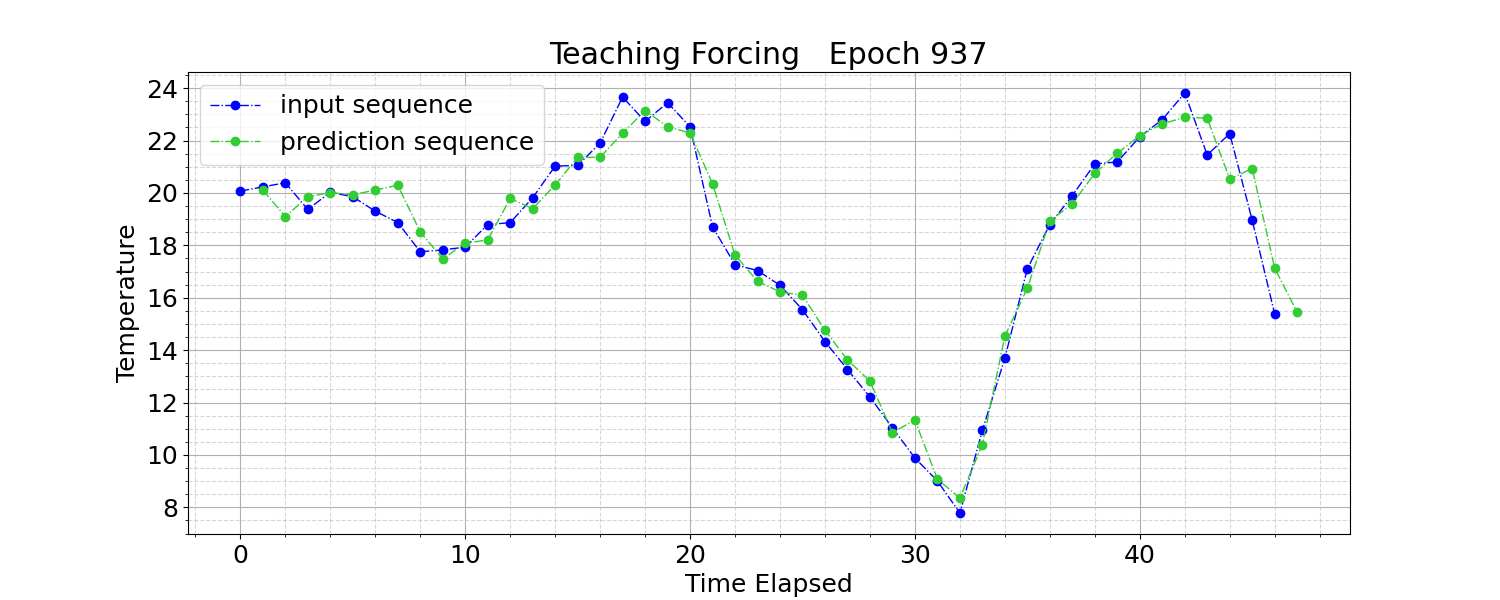 Teaching Forcing   Epoch 937
input sequence
prediction sequence
Temperature
24
22
20
18
16
14
12
10
8
0 10 20 30 40
Time Elapsed